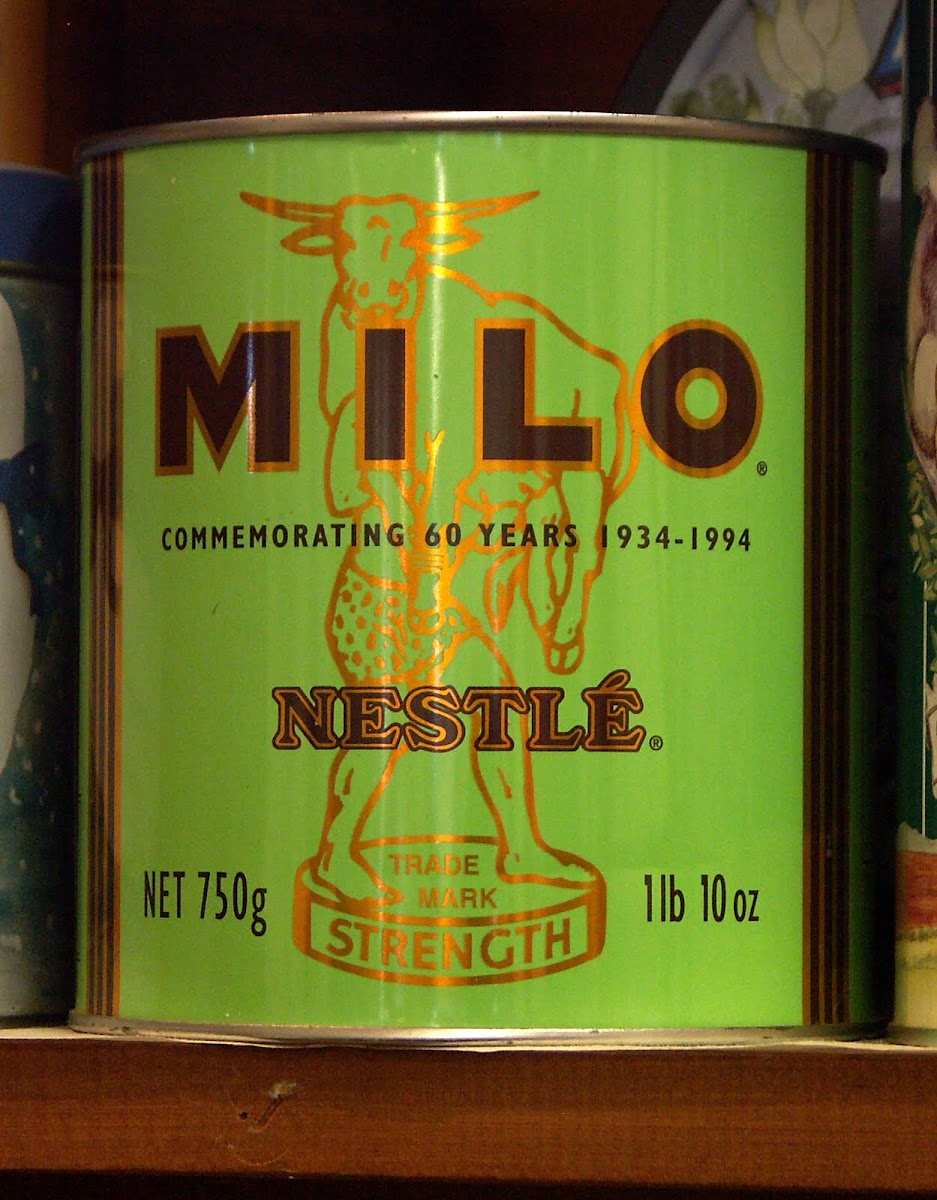 MILO®
COMMEMORATING 60 YEARS 1934-1994
NESTLÉ®
NET 750g
1lb 10oz
TRADE
MARK
STRENGTH